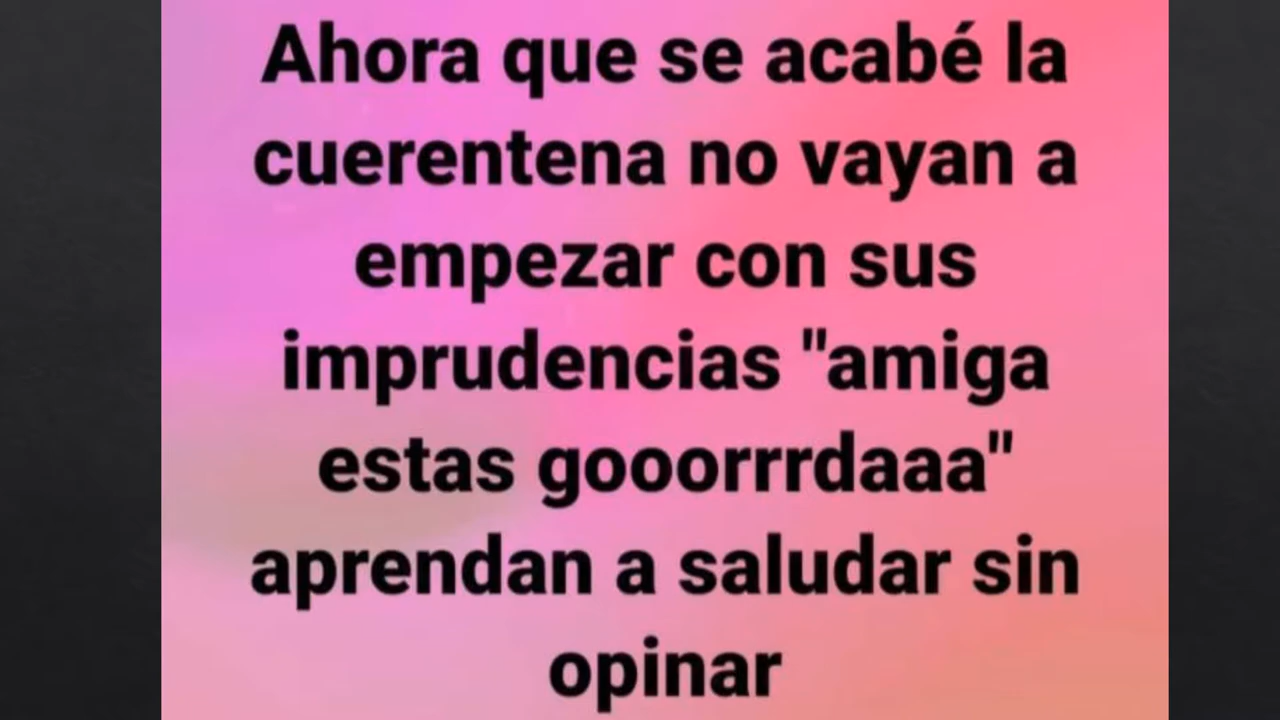 Ahora que se acabé la
cuerentena no vayan a
empezar con sus
imprudencias "amiga
estas gooorrrdaaa"
aprendan a saludar sin
opinar